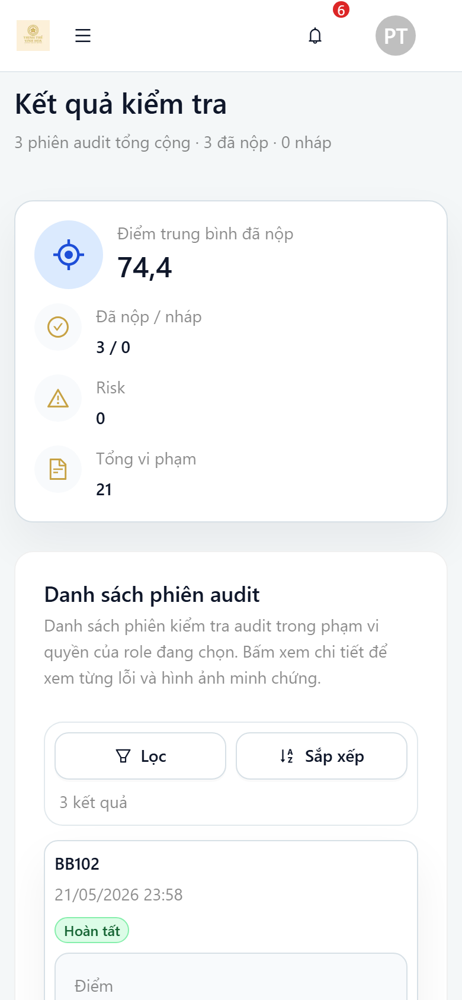 THỊNH THẾ
VINH HOA
6
PT
Kết quả kiểm tra
3 phiên audit tổng cộng · 3 đã nộp · 0 nháp
Điểm trung bình đã nộp
74,4
Đã nộp / nháp
3 / 0
Risk
0
Tổng vi phạm
21
Danh sách phiên audit
Danh sách phiên kiểm tra audit trong phạm vi
quyền của role đang chọn. Bấm xem chi tiết để
xem từng lỗi và hình ảnh minh chứng.
Lọc
Sắp xếp
3 kết quả
BB102
21/05/2026 23:58
Hoàn tất
Điểm